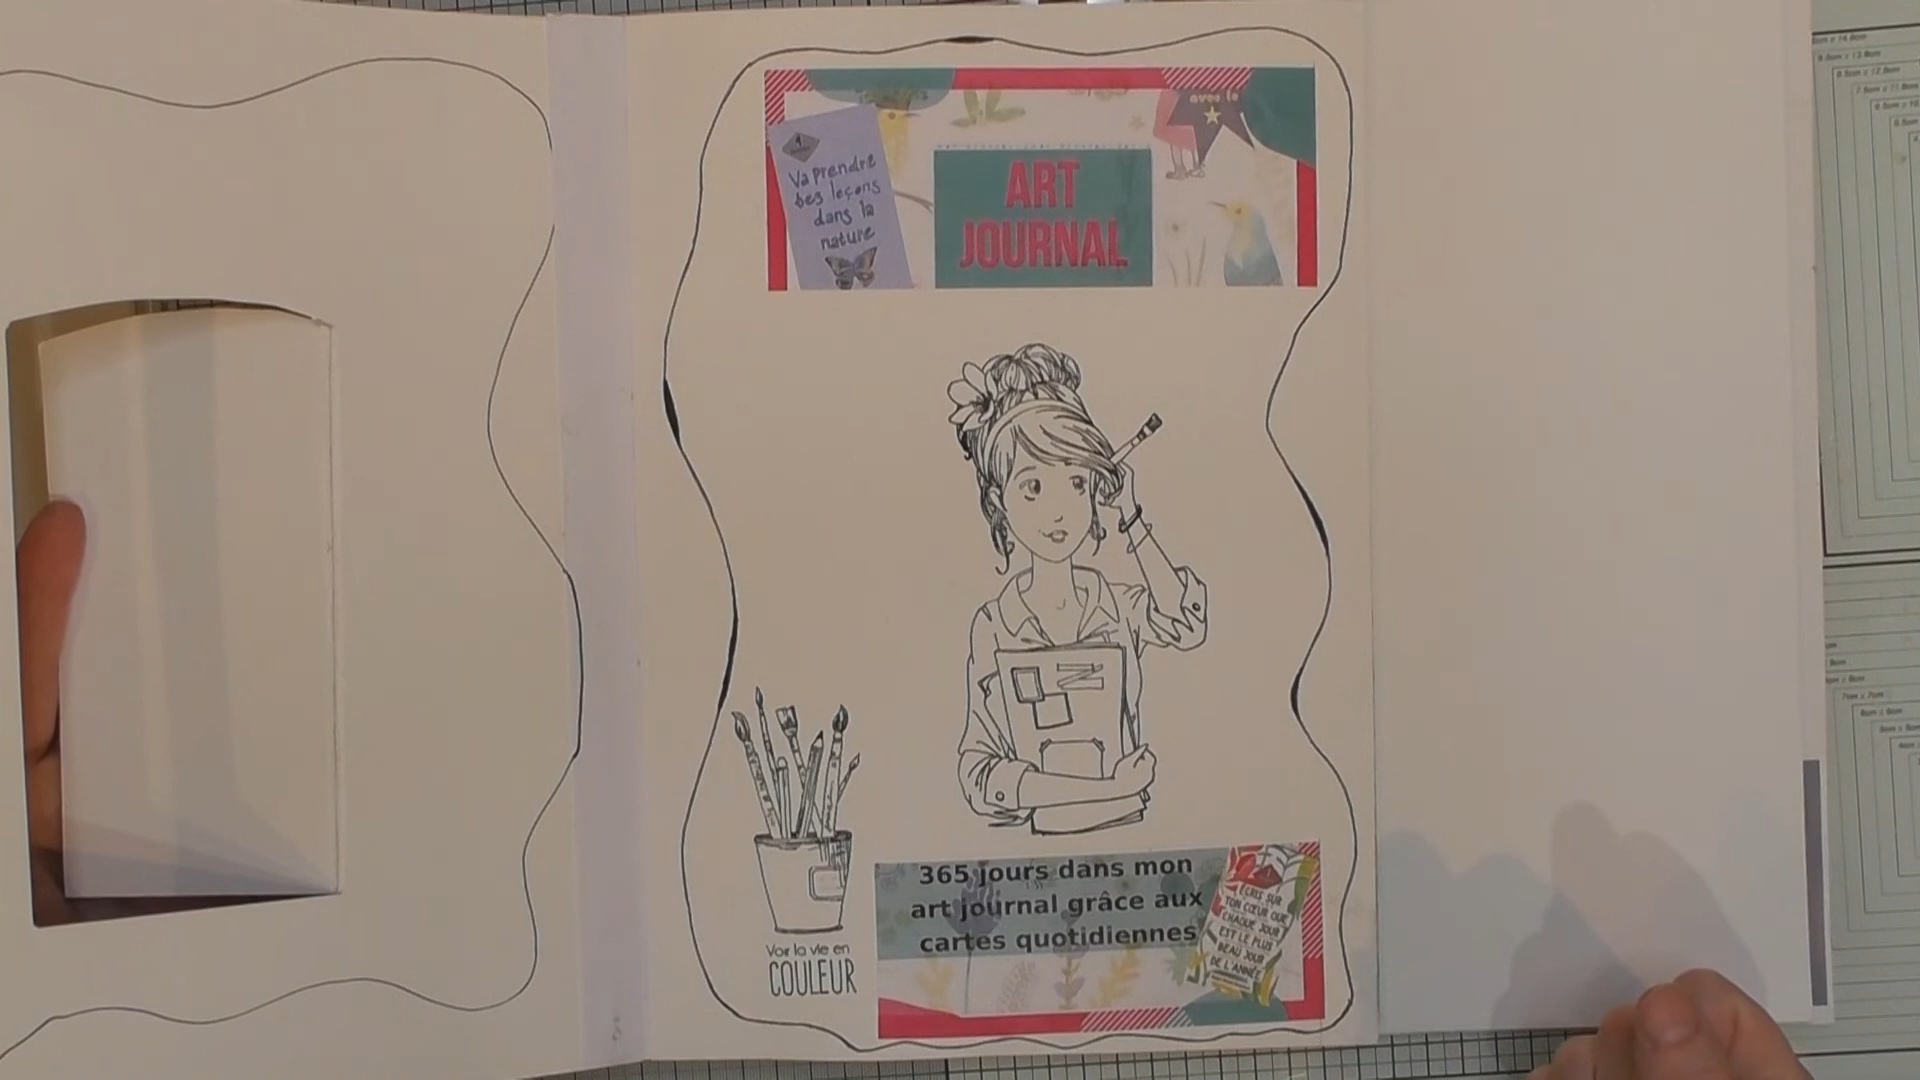 avec le
Va prendre
des leçons
dans la
nature
ART
JOURNAL
365 jours dans mon
art journal grâce aux
cartes quotidiennes
ÉCRIS SUR
TON CŒUR QUE
CHAQUE JOUR
EST LE PLUS
BEAU JOUR
DE L'ANNÉE
Voir la vie en
COULEUR